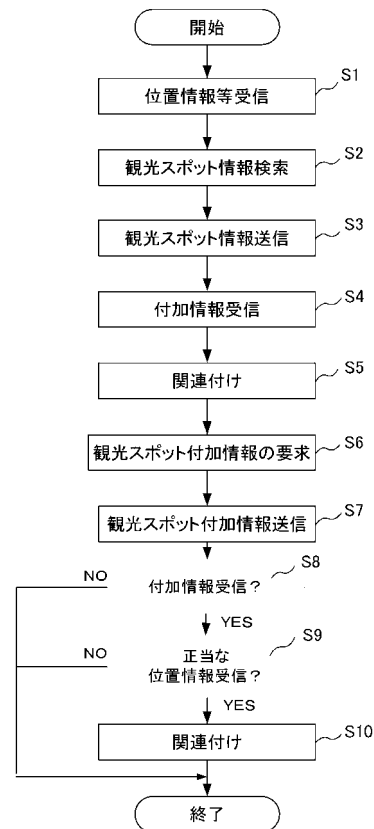 開始
位置情報等受信
S1
観光スポット情報検索
S2
観光スポット情報送信
S3
付加情報受信
S4
関連付け
S5
観光スポット付加情報の要求
S6
観光スポット付加情報送信
S7
付加情報受信？
S8
NO
YES
正当な
位置情報受信？
S9
NO
YES
関連付け
S10
終了